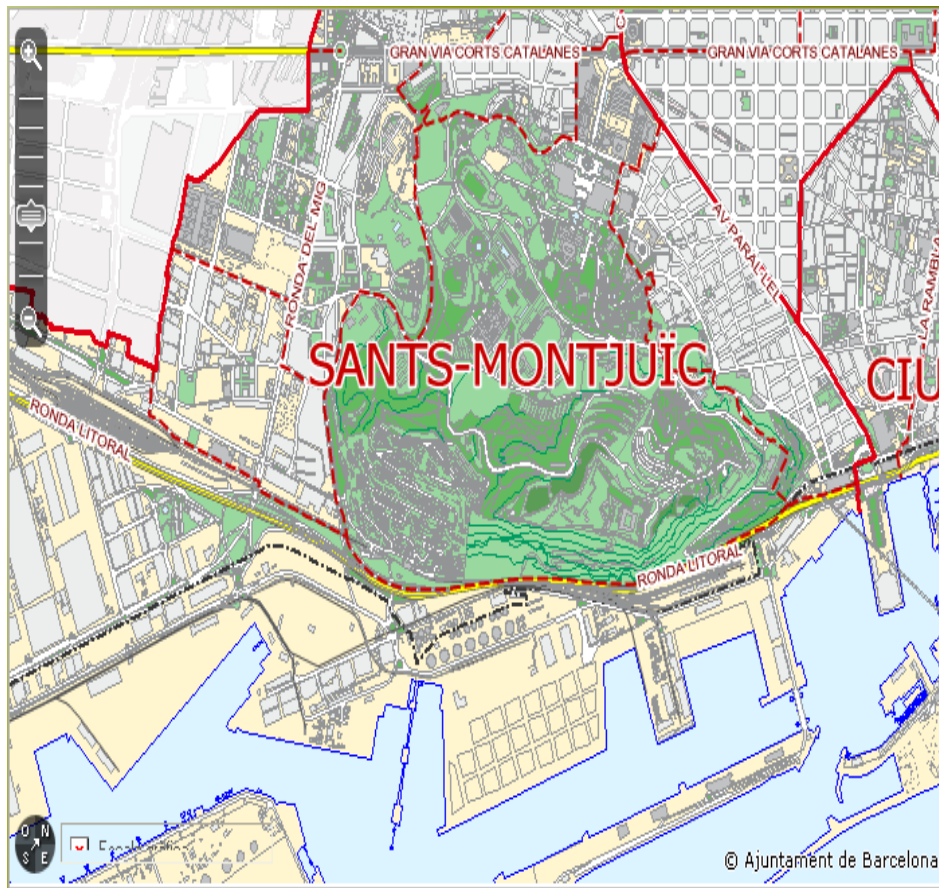 GRAN VIA CORTS CATALANES
GRAN VIA CORTS CATALANES
C
RONDA DEL MIG
AV PARAL·LEL
LA RAMBLA
SANTS-MONTJUÏC
CIU
RONDA LITORAL
RONDA LITORAL
O N
S E
© Ajuntament de Barcelona